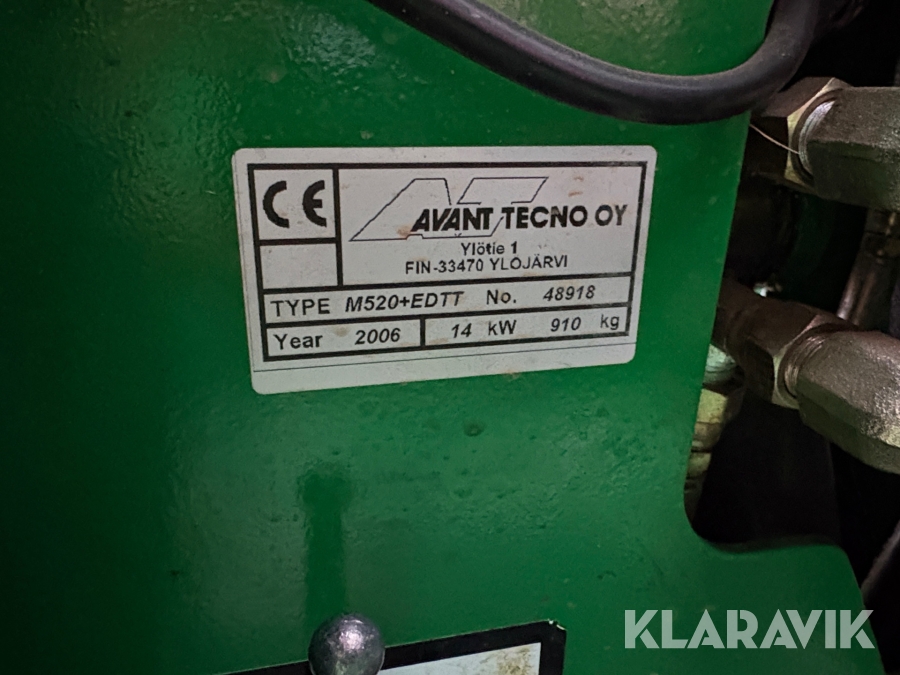 CE
AT
AVANT TECNO OY
Ylötie 1
FIN-33470 YLÖJÄRVI
TYPE M520+EDTT No. 48918
Year 2006 14 kW 910 kg
KLARAVIK